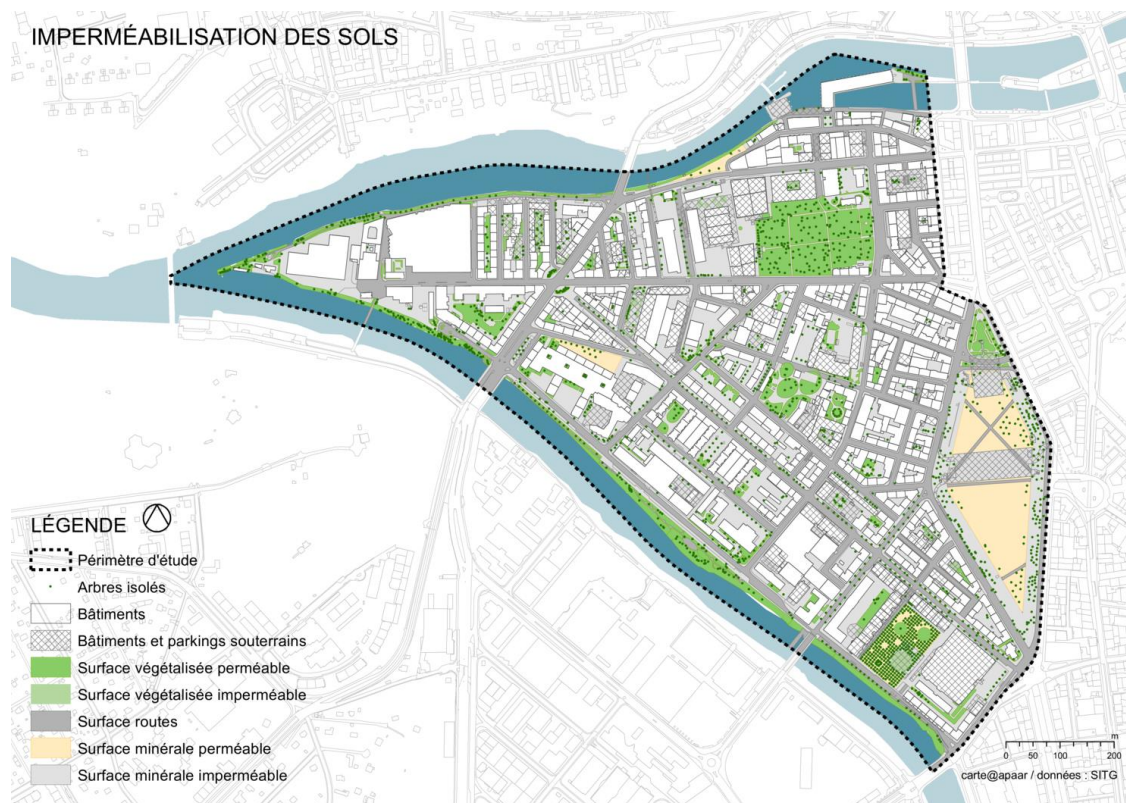 IMPERMÉABILISATION DES SOLS
LÉGENDE
Périmètre d'étude
Arbres isolés
Bâtiments
Bâtiments et parkings souterrains
Surface végétalisée perméable
Surface végétalisée imperméable
Surface routes
Surface minérale perméable
Surface minérale imperméable
m
0 50 100 200
carte@apaar / données : SITG